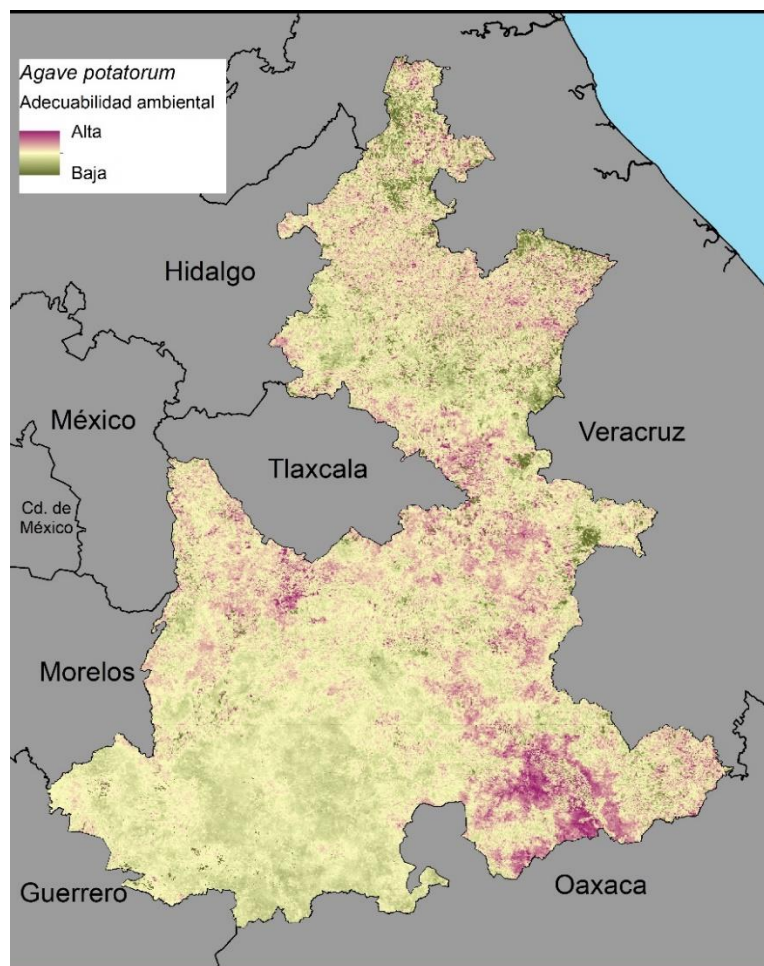 Agave potatorum
Adecuabilidad ambiental
Alta
Baja
Hidalgo
México
Veracruz
Tlaxcala
Cd. de
México
Morelos
Guerrero
Oaxaca